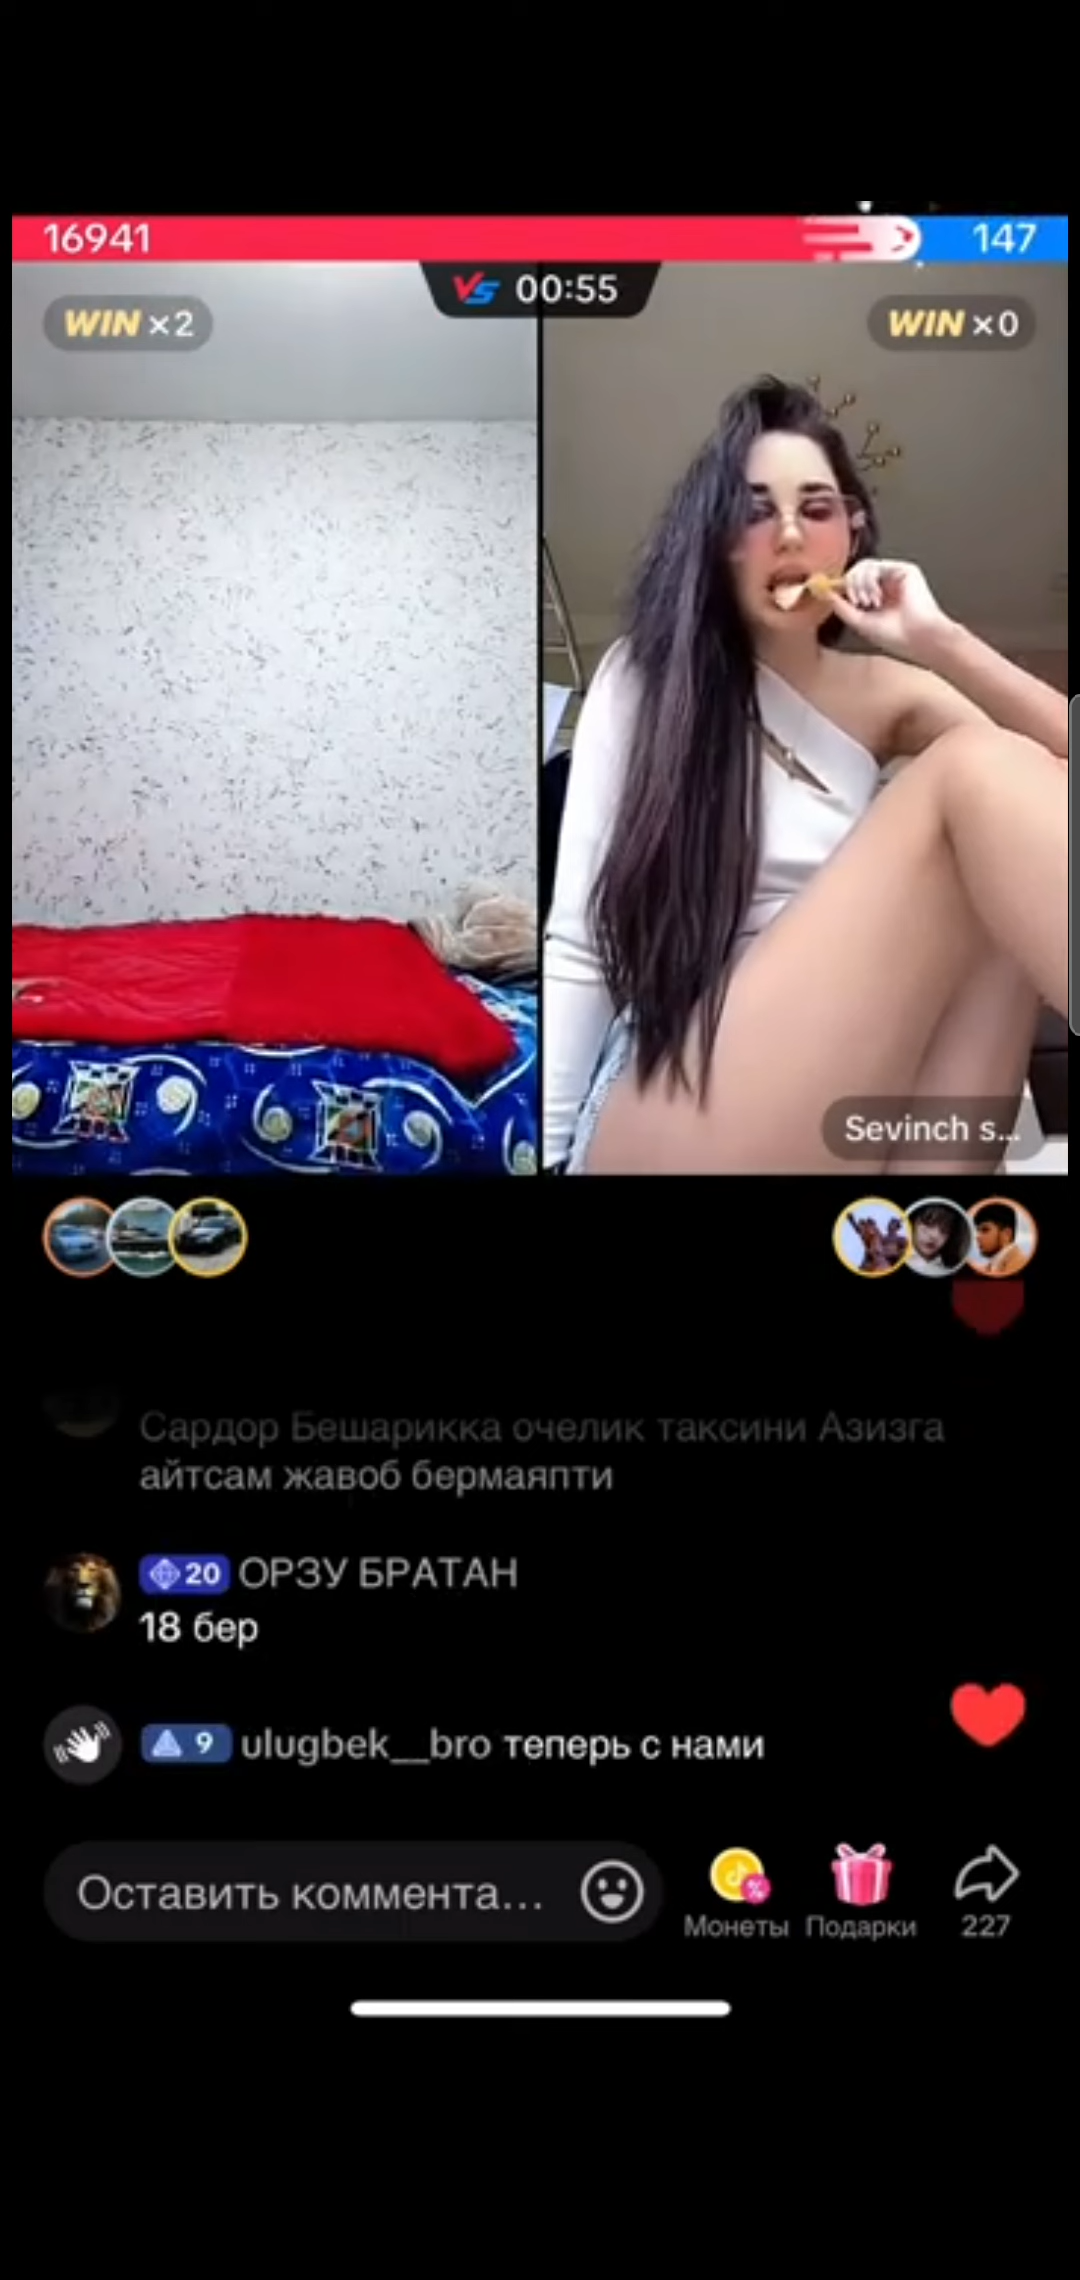 16941
147
VS 00:55
WIN ×2
WIN ×0
Sevinch s...
Сардор Бешарикка очелик таксини Азизга
айтсам жавоб бермаяпти
20 ОРЗУ БРАТАН
18 бер
9 ulugbek__bro теперь с нами
Оставить коммента...
Монеты
Подарки
227